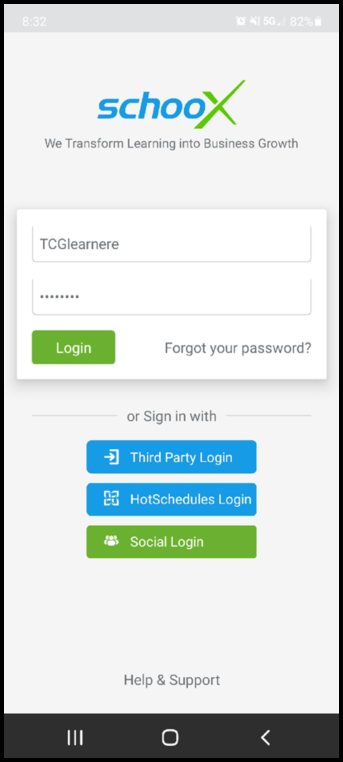 8:32 5G 82%
schoox
We Transform Learning into Business Growth
TCGlearnere
••••••••
Login Forgot your password?
or Sign in with
Third Party Login
HotSchedules Login
Social Login
Help & Support